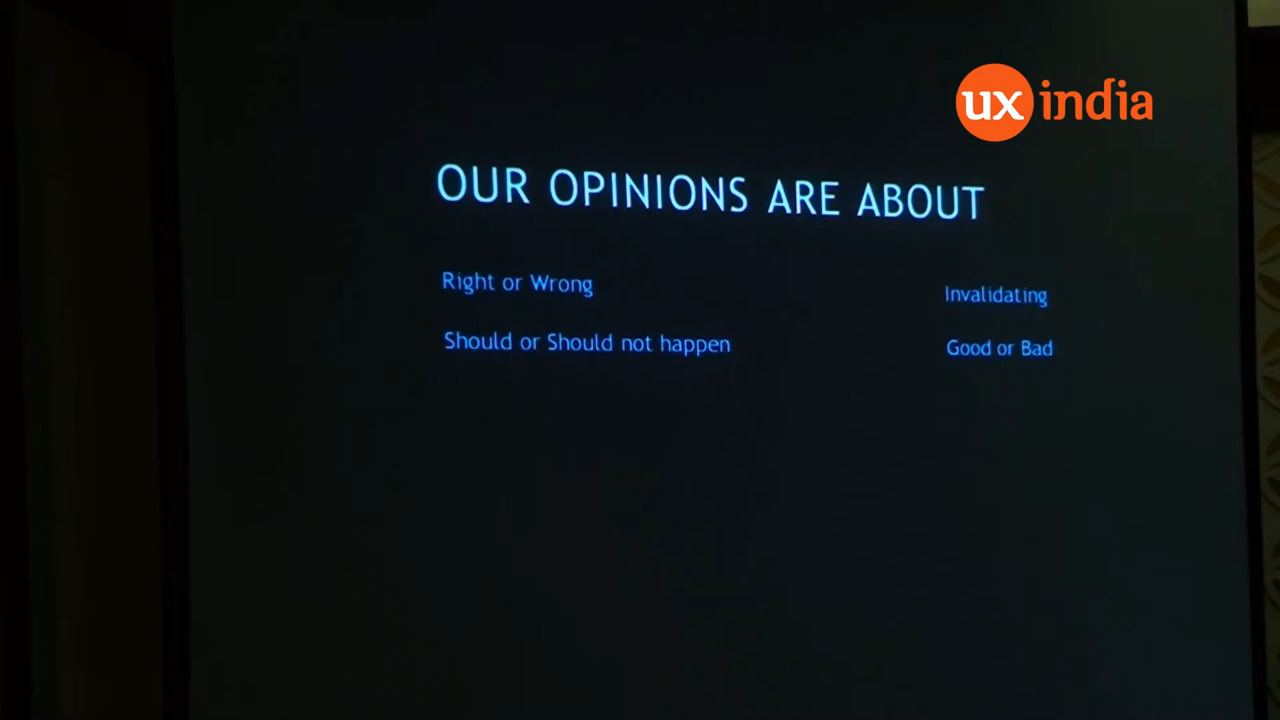 ux india
OUR OPINIONS ARE ABOUT
Right or Wrong
Invalidating
Should or Should not happen
Good or Bad